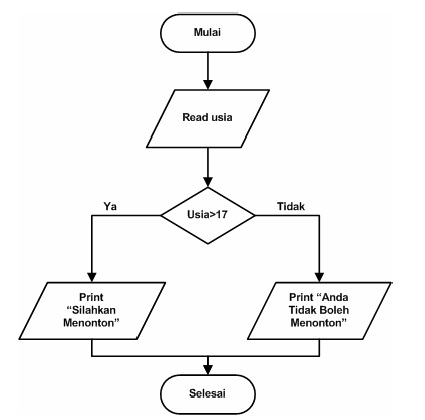 Mulai
Read usia
Usia>17
Ya
Tidak
Print
“Silahkan
Menonton”
Print “Anda
Tidak Boleh
Menonton”
Selesai